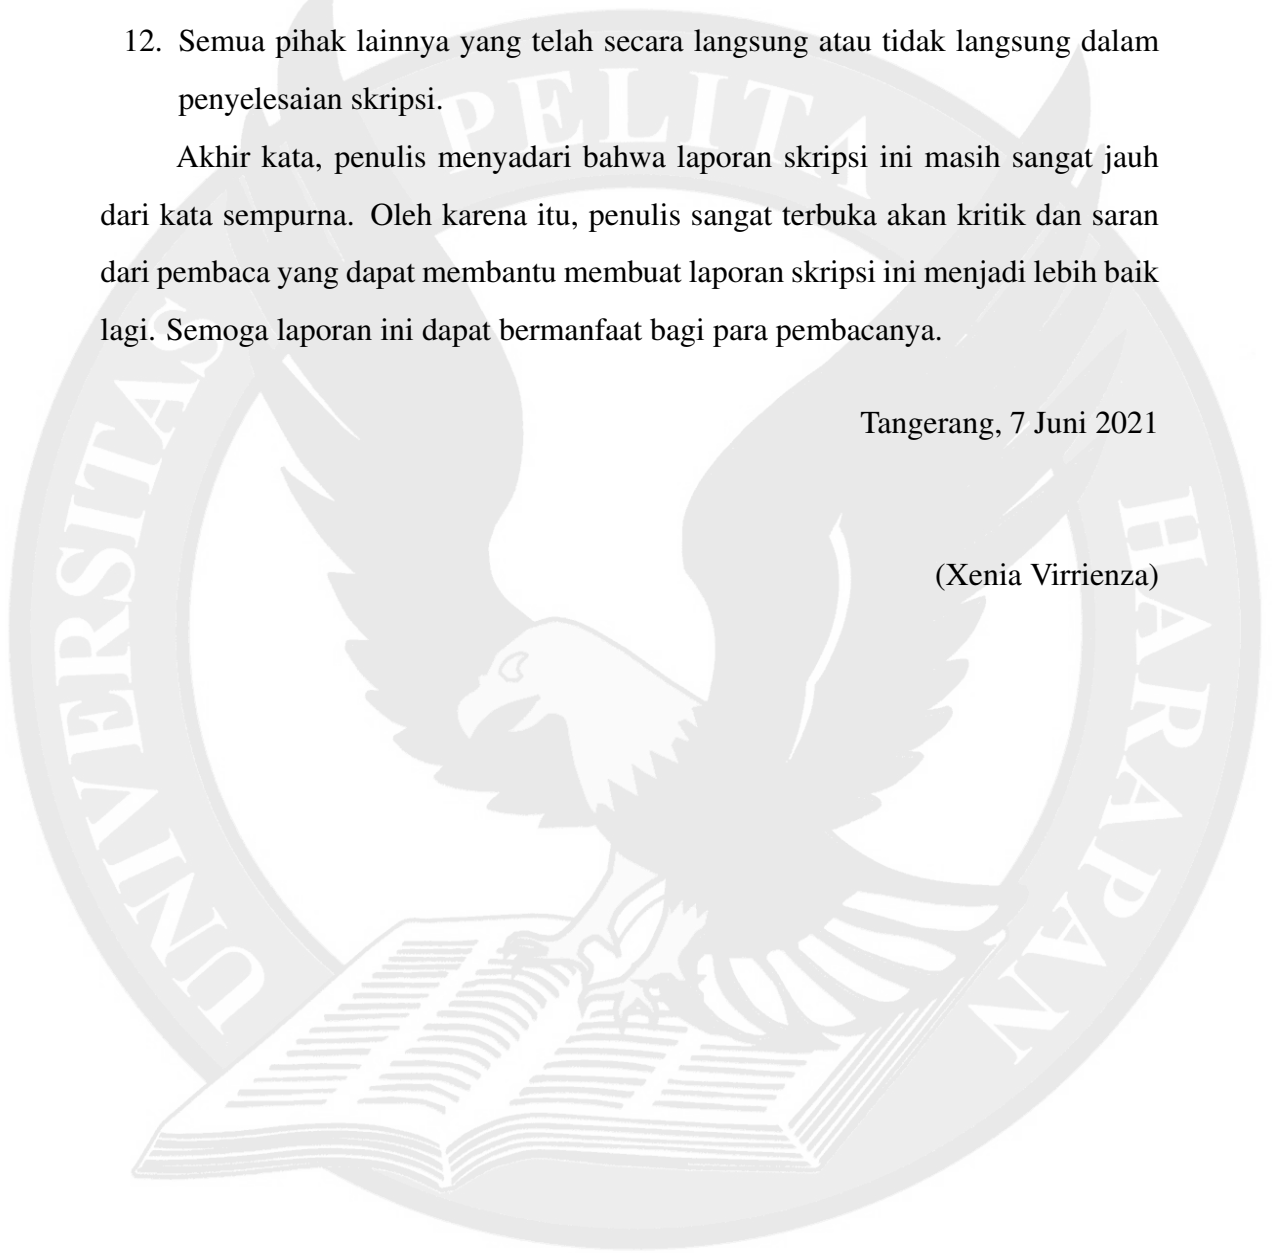 12. Semua pihak lainnya yang telah secara langsung atau tidak langsung dalam
penyelesaian skripsi.
Akhir kata, penulis menyadari bahwa laporan skripsi ini masih sangat jauh
dari kata sempurna. Oleh karena itu, penulis sangat terbuka akan kritik dan saran
dari pembaca yang dapat membantu membuat laporan skripsi ini menjadi lebih baik
lagi. Semoga laporan ini dapat bermanfaat bagi para pembacanya.
Tangerang, 7 Juni 2021
(Xenia Virrienza)
UNIVERSITAS
PELITA
HARAPAN